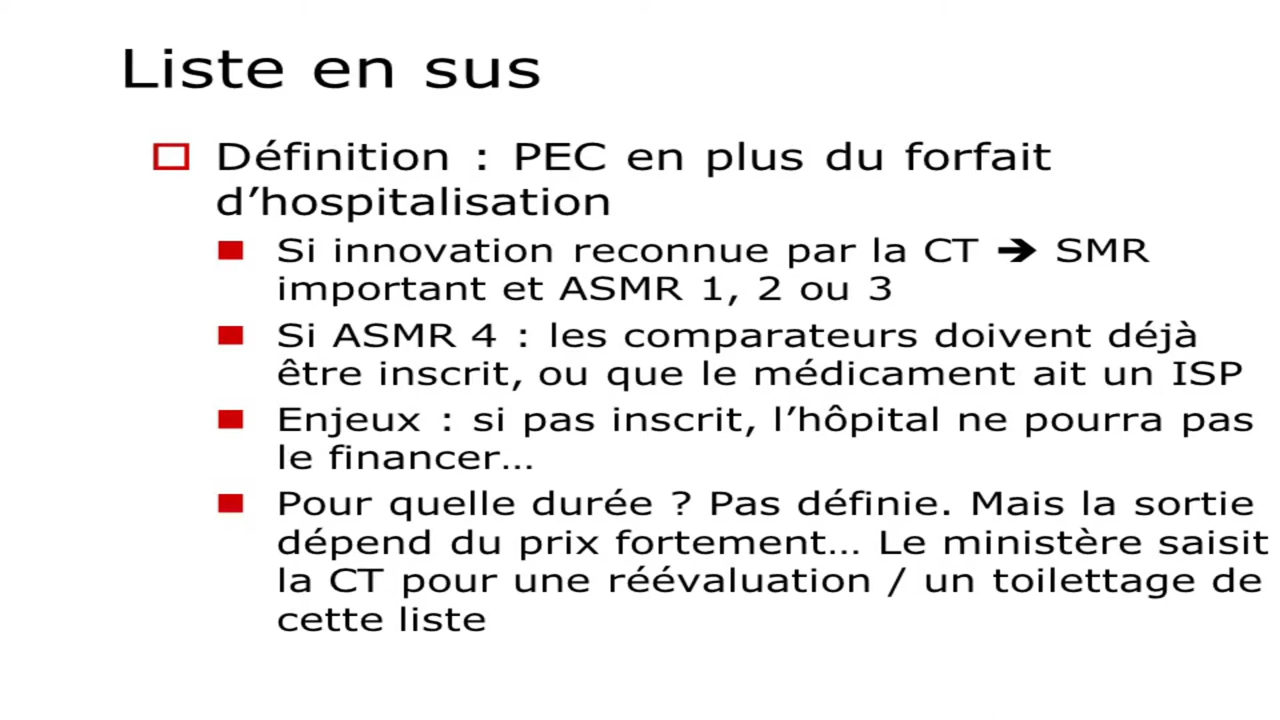 Liste en sus
Définition : PEC en plus du forfait
d’hospitalisation
Si innovation reconnue par la CT ➔ SMR
important et ASMR 1, 2 ou 3
Si ASMR 4 : les comparateurs doivent déjà
être inscrit, ou que le médicament ait un ISP
Enjeux : si pas inscrit, l’hôpital ne pourra pas
le financer…
Pour quelle durée ? Pas définie. Mais la sortie
dépend du prix fortement… Le ministère saisit
la CT pour une réévaluation / un toilettage de
cette liste